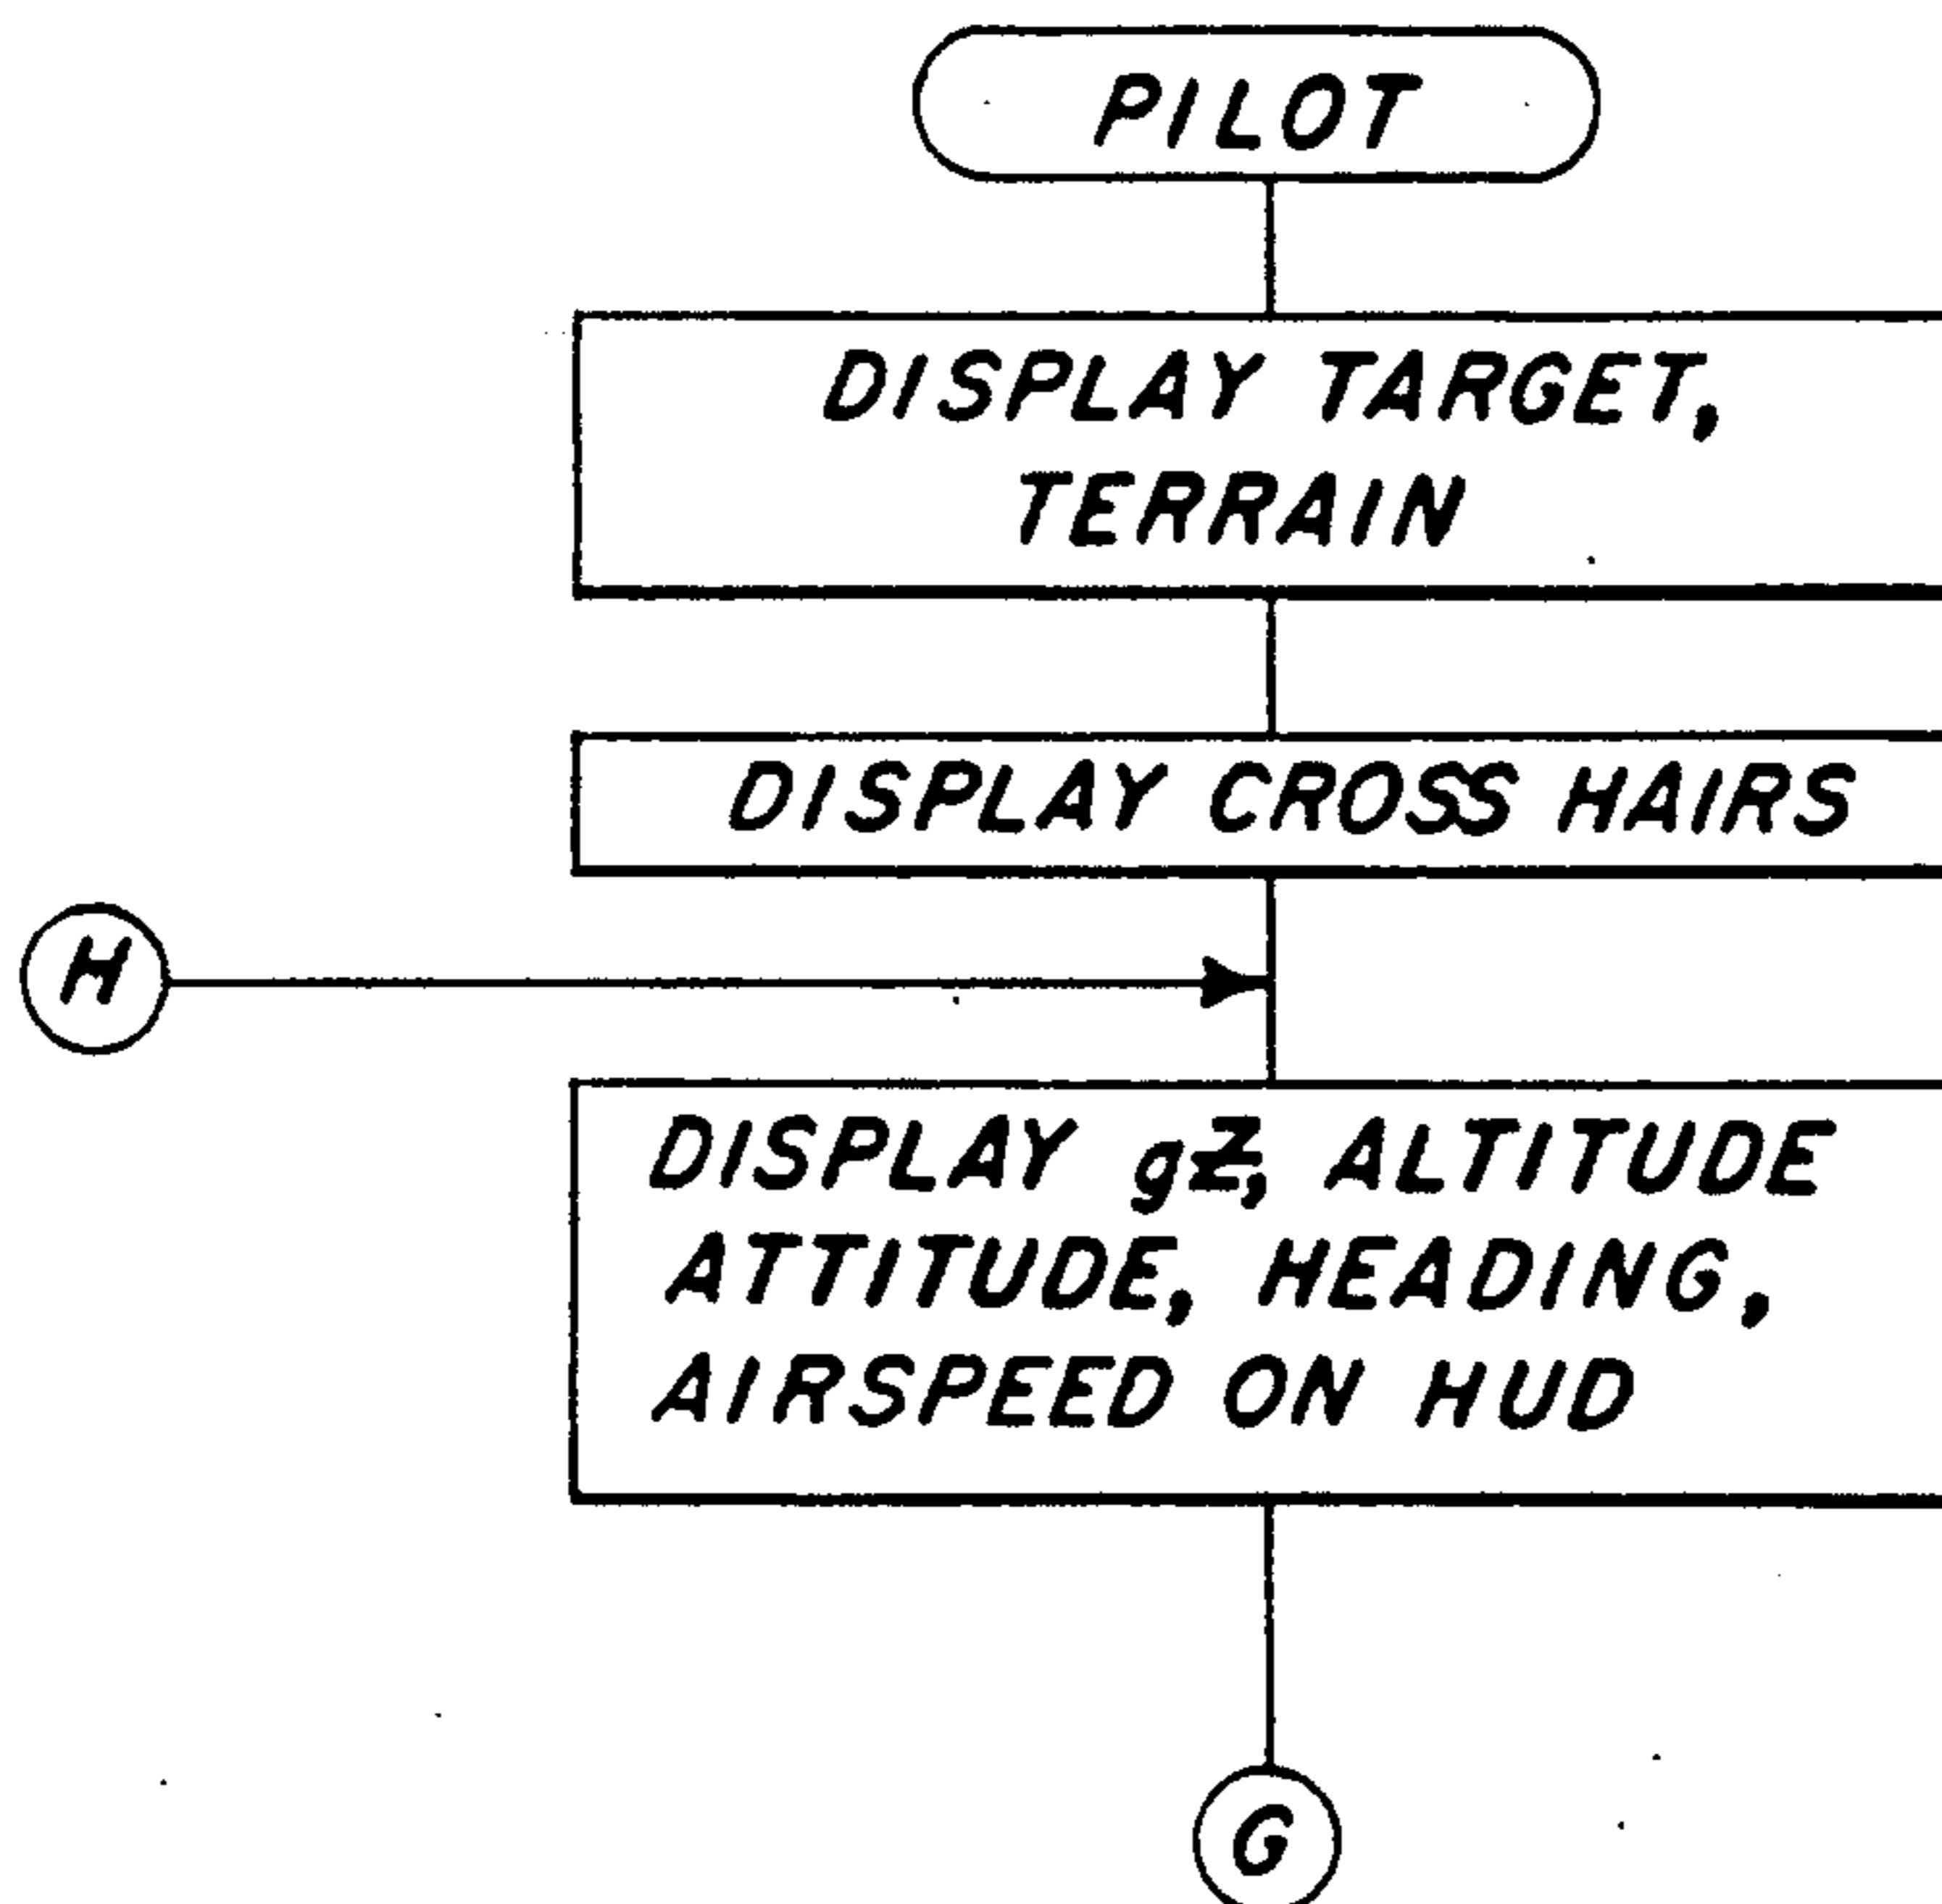 PILOT
DISPLAY TARGET,
TERRAIN
DISPLAY CROSS HAIRS
H
DISPLAY gZ, ALTITUDE
ATTITUDE, HEADING,
AIRSPEED ON HUD
G